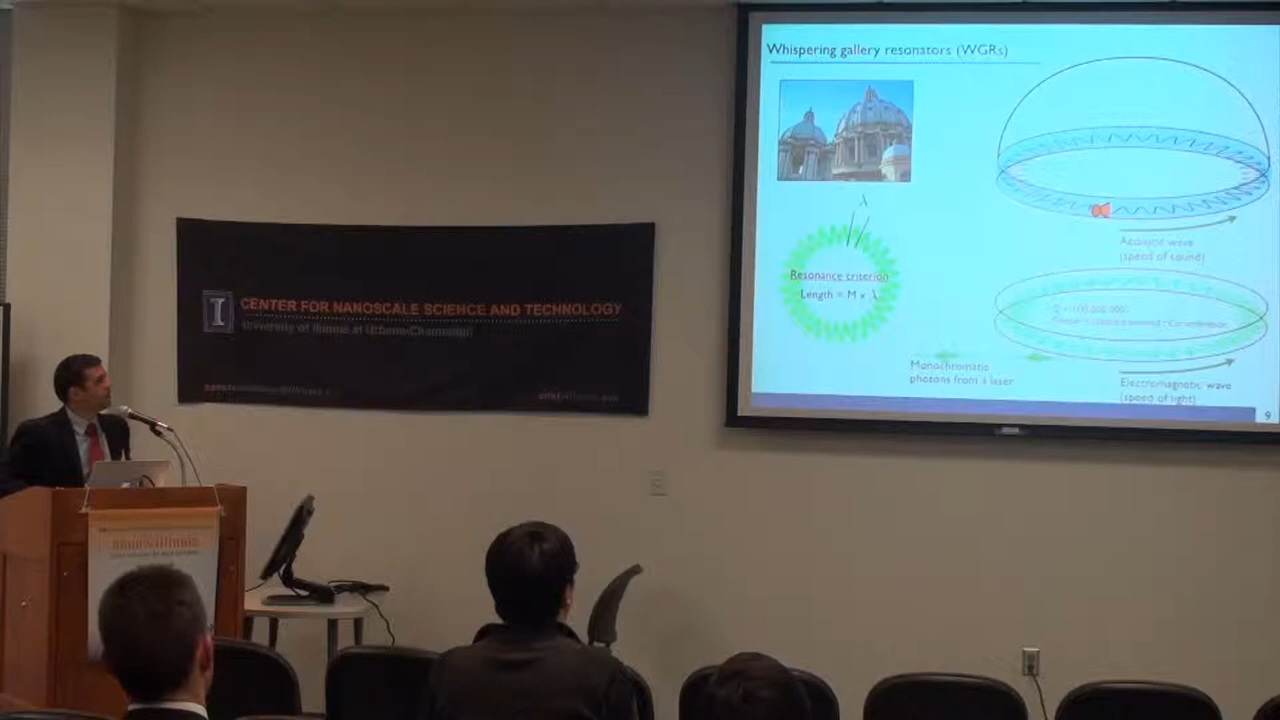 Whispering gallery resonators (WGRs)
λ
Resonance criterion
Length = M x λ
Acoustic wave
(speed of sound)
Monochromatic
photons from a laser
Electromagnetic wave
(speed of light)
9
I
CENTER FOR NANOSCALE SCIENCE AND TECHNOLOGY
University of Illinois at Urbana-Champaign